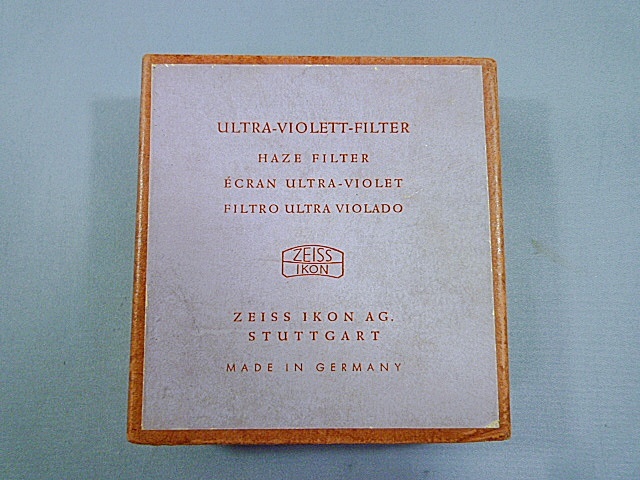 ULTRA-VIOLETT-FILTER
HAZE FILTER
ÉCRAN ULTRA-VIOLET
FILTRO ULTRA VIOLADO
ZEISS
IKON
ZEISS IKON AG.
STUTTGART
MADE IN GERMANY